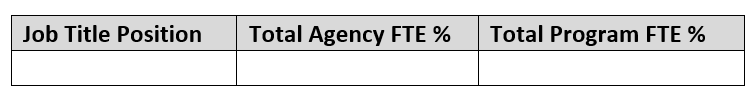 Job Title Position Total Agency FTE % Total Program FTE %